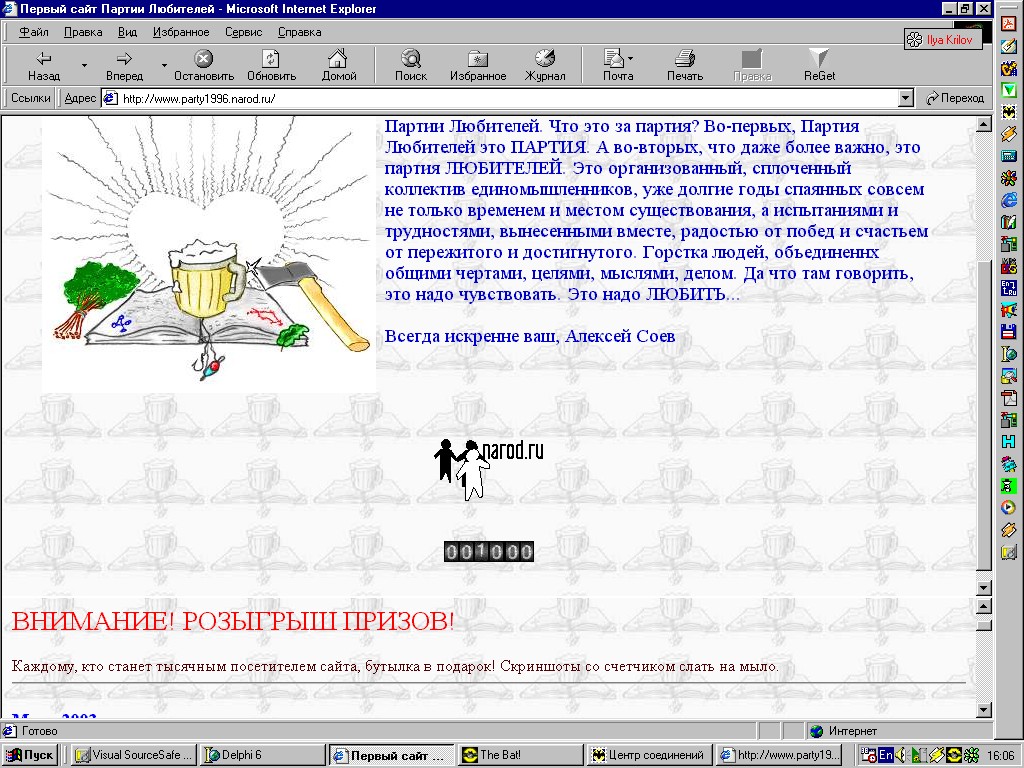 Первый сайт Партии Любителей - Microsoft Internet Explorer
Файл Правка Вид Избранное Сервис Справка
Ilya Krilov
Назад Вперед Остановить Обновить Домой Поиск Избранное Журнал Почта Печать Правка ReGet
Ссылки Адрес http://www.party1996.narod.ru/ Переход
Партии Любителей. Что это за партия? Во-первых, Партия
Любителей это ПАРТИЯ. А во-вторых, что даже более важно, это
партия ЛЮБИТЕЛЕЙ. Это организованный, сплоченный
коллектив единомышленников, уже долгие годы спаянных совсем
не только временем и местом существования, а испытаниями и
трудностями, вынесенными вместе, радостью от побед и счастьем
от пережитого и достигнутого. Горстка людей, объединеннх
общими чертами, целями, мыслями, делом. Да что там говорить,
это надо чувствовать. Это надо ЛЮБИТЬ...
Всегда искренне ваш, Алексей Соев
narod.ru
001000
ВНИМАНИЕ! РОЗЫГРЫШ ПРИЗОВ!
Каждому, кто станет тысячным посетителем сайта, бутылка в подарок! Скриншоты со счетчиком слать на мыло.
Готово Интернет
Пуск Visual SourceSafe ... Delphi 6 Первый сайт ... The Bat! Центр соединений http://www.party19... En 16:06